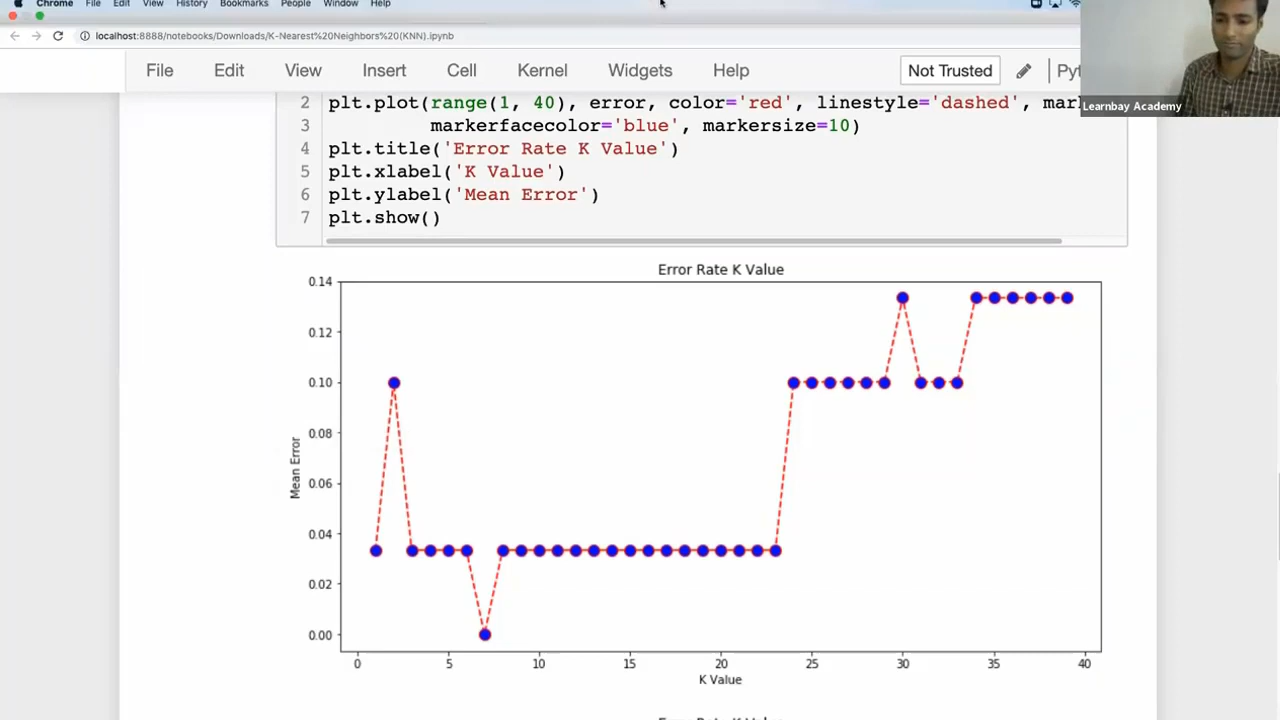 Chrome File Edit View History Bookmarks People Window Help
localhost:8888/notebooks/Downloads/K-Nearest%20Neighbors%20(KNN).ipynb
File Edit View Insert Cell Kernel Widgets Help Not Trusted
Learnbay Academy
2 plt.plot(range(1, 40), error, color='red', linestyle='dashed',
3 markerfacecolor='blue', markersize=10)
4 plt.title('Error Rate K Value')
5 plt.xlabel('K Value')
6 plt.ylabel('Mean Error')
7 plt.show()
Error Rate K Value
0.14
0.12
0.10
0.08
0.06
0.04
0.02
0.00
Mean Error
0 5 10 15 20 25 30 35 40
K Value